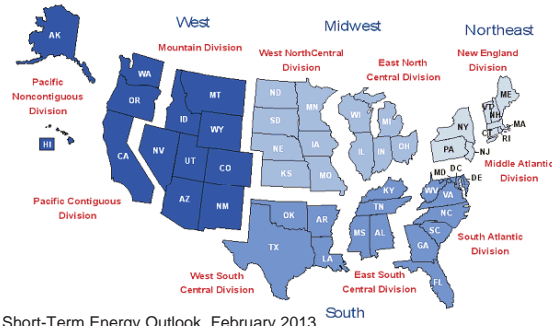 West
Midwest
Northeast
Mountain Division
West NorthCentral
Division
East North
Central Division
New England
Division
Pacific
Noncontiguous
Division
AK
WA
OR
CA
HI
MT
ID
WY
NV
UT
CO
AZ
NM
ND
SD
NE
KS
MN
IA
MO
WI
MI
IL
IN
OH
ME
VT
NH
MA
NY
CT
RI
PA
NJ
Middle Atlantic
Division
MD
DC
DE
WV
VA
KY
TN
NC
SC
OK
AR
TX
LA
MS
AL
GA
FL
Pacific Contiguous
Division
South Atlantic
Division
West South
Central Division
East South
Central Division
South
Short-Term Energy Outlook, February 2013